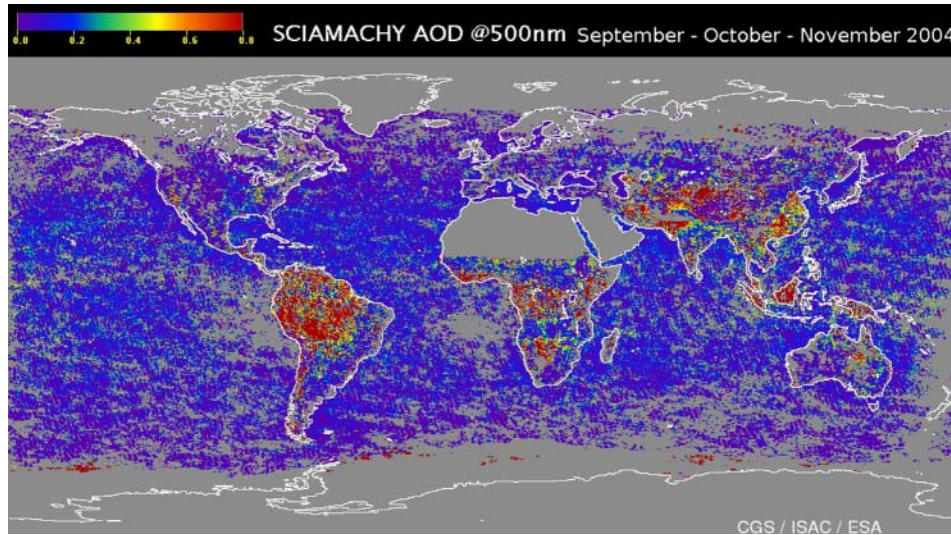 0.0 0.2 0.4 0.6 0.8
SCIAMACHY AOD @500nm September - October - November 2004
CGS / ISAC / ESA